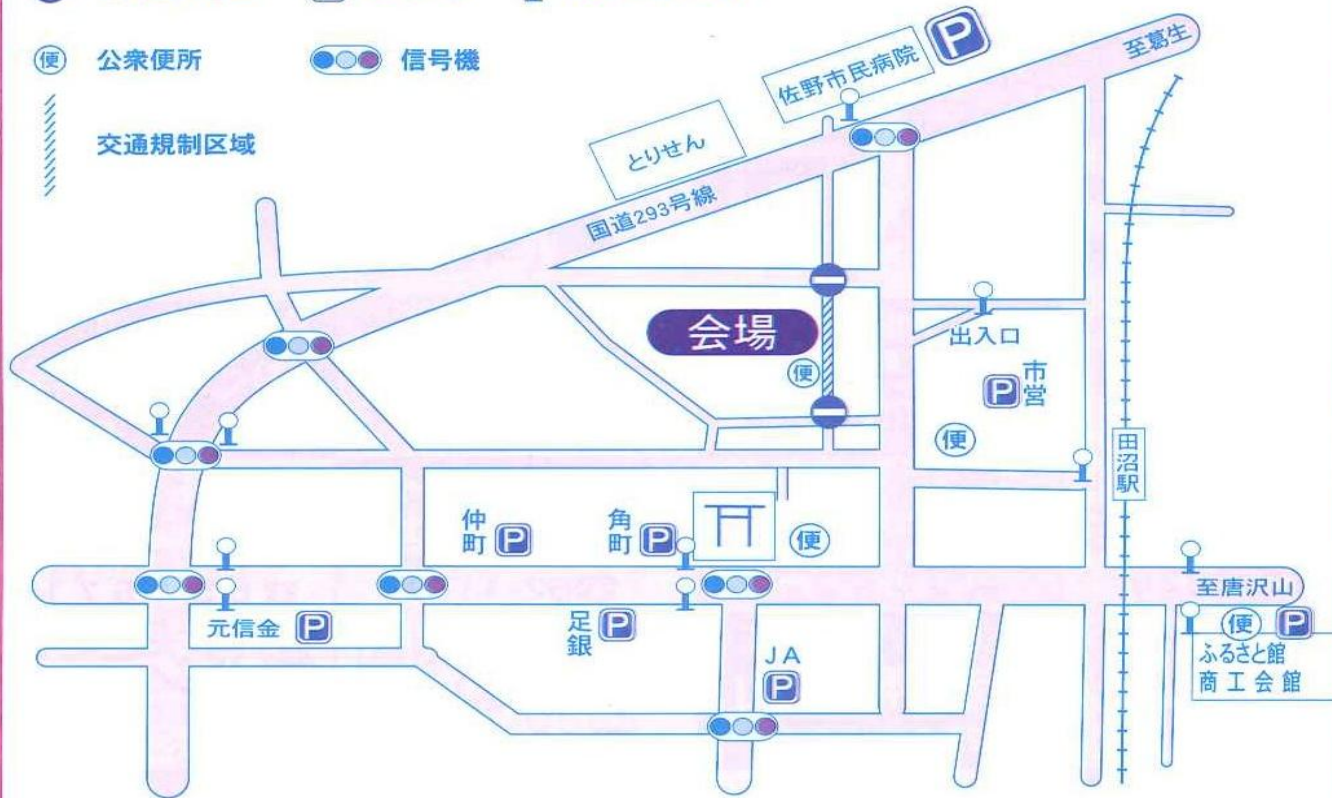 便 公衆便所
信号機
交通規制区域
佐野市民病院
P
至葛生
とりせん
国道293号線
会場
便
出入口
P
市営
便
田沼駅
仲町
P
角町
P
便
至唐沢山
元信金
P
足銀
P
JA
P
便
P
ふるさと館
商工会館